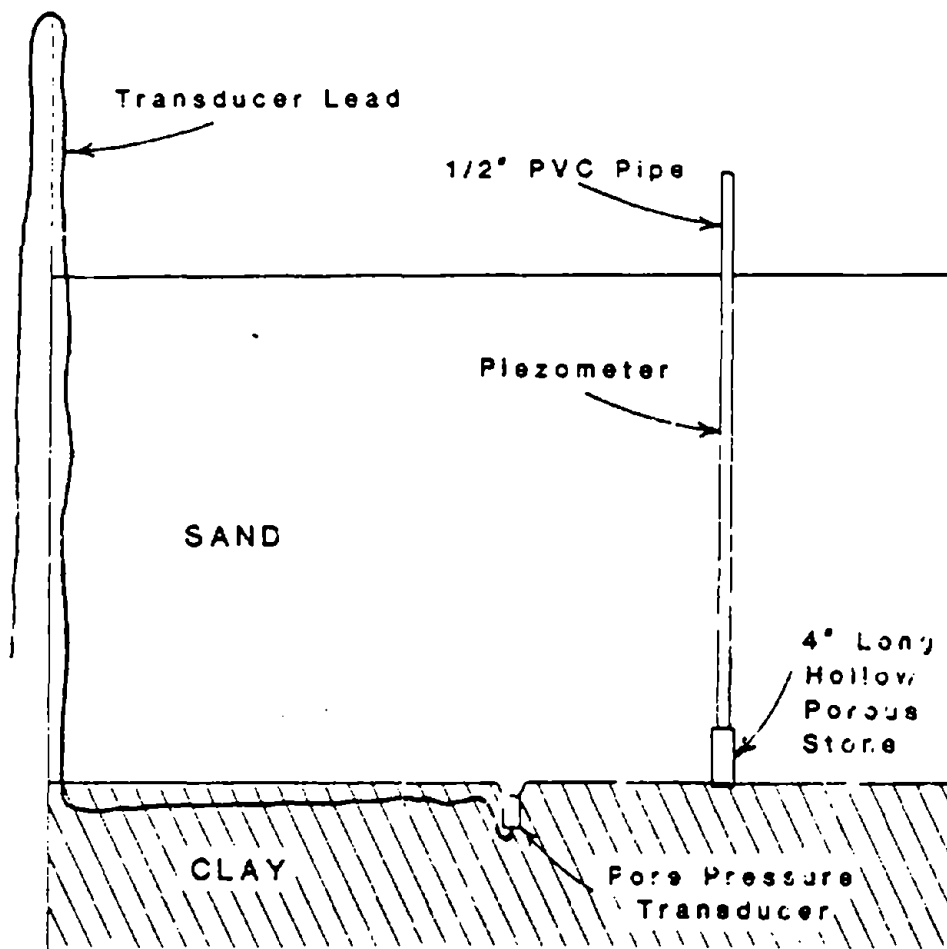 Transducer Lead
1/2" PVC Pipe
Piezometer
SAND
4" Long
Hollow
Porous
Stone
CLAY
Pore Pressure
Transducer